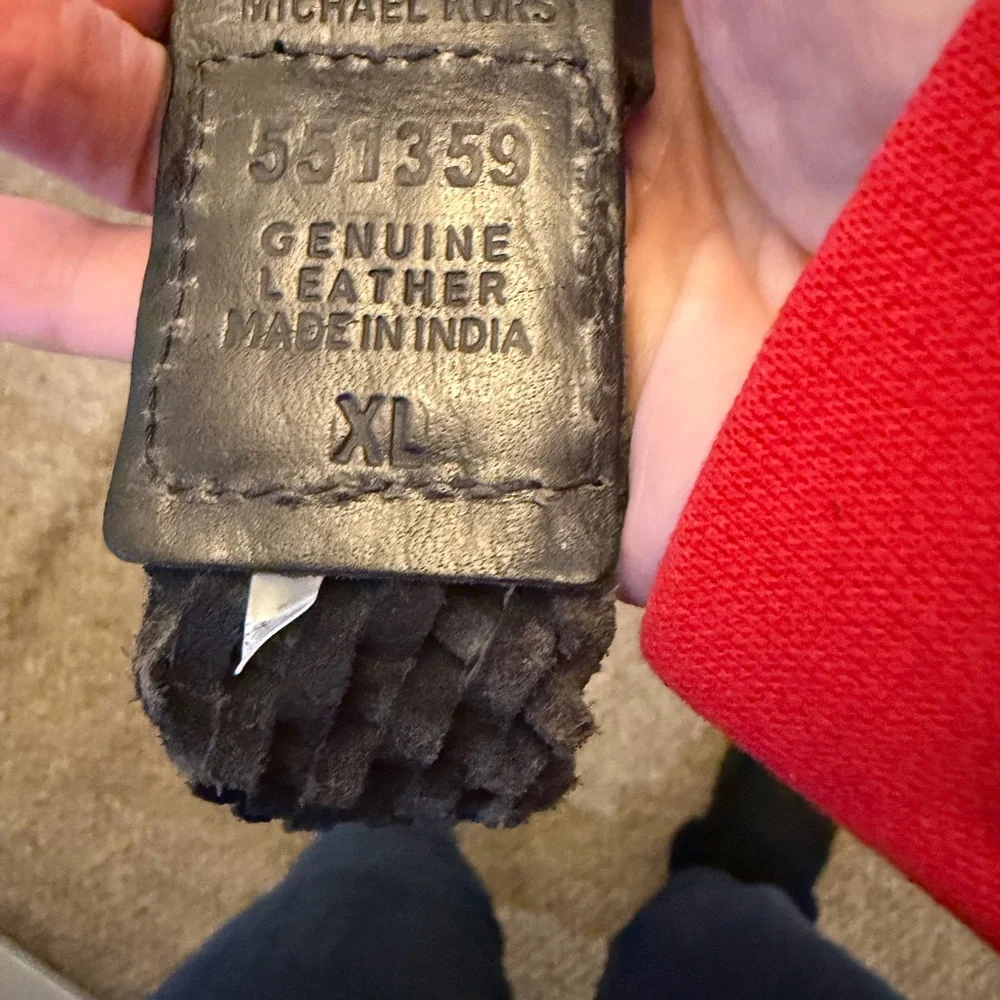 MICHAEL KORS
551359
GENUINE
LEATHER
MADE IN INDIA
XL